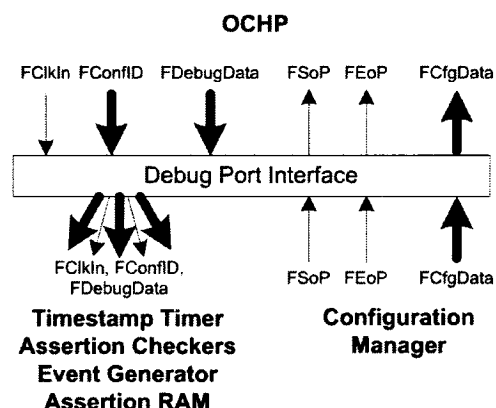 OCHP
FClkIn FConfID FDebugData FSoP FEoP FCfgData
Debug Port Interface
FClkIn, FConfID,
FDebugData
FSoP FEoP FCfgData
Timestamp Timer
Assertion Checkers
Event Generator
Assertion RAM
Configuration
Manager